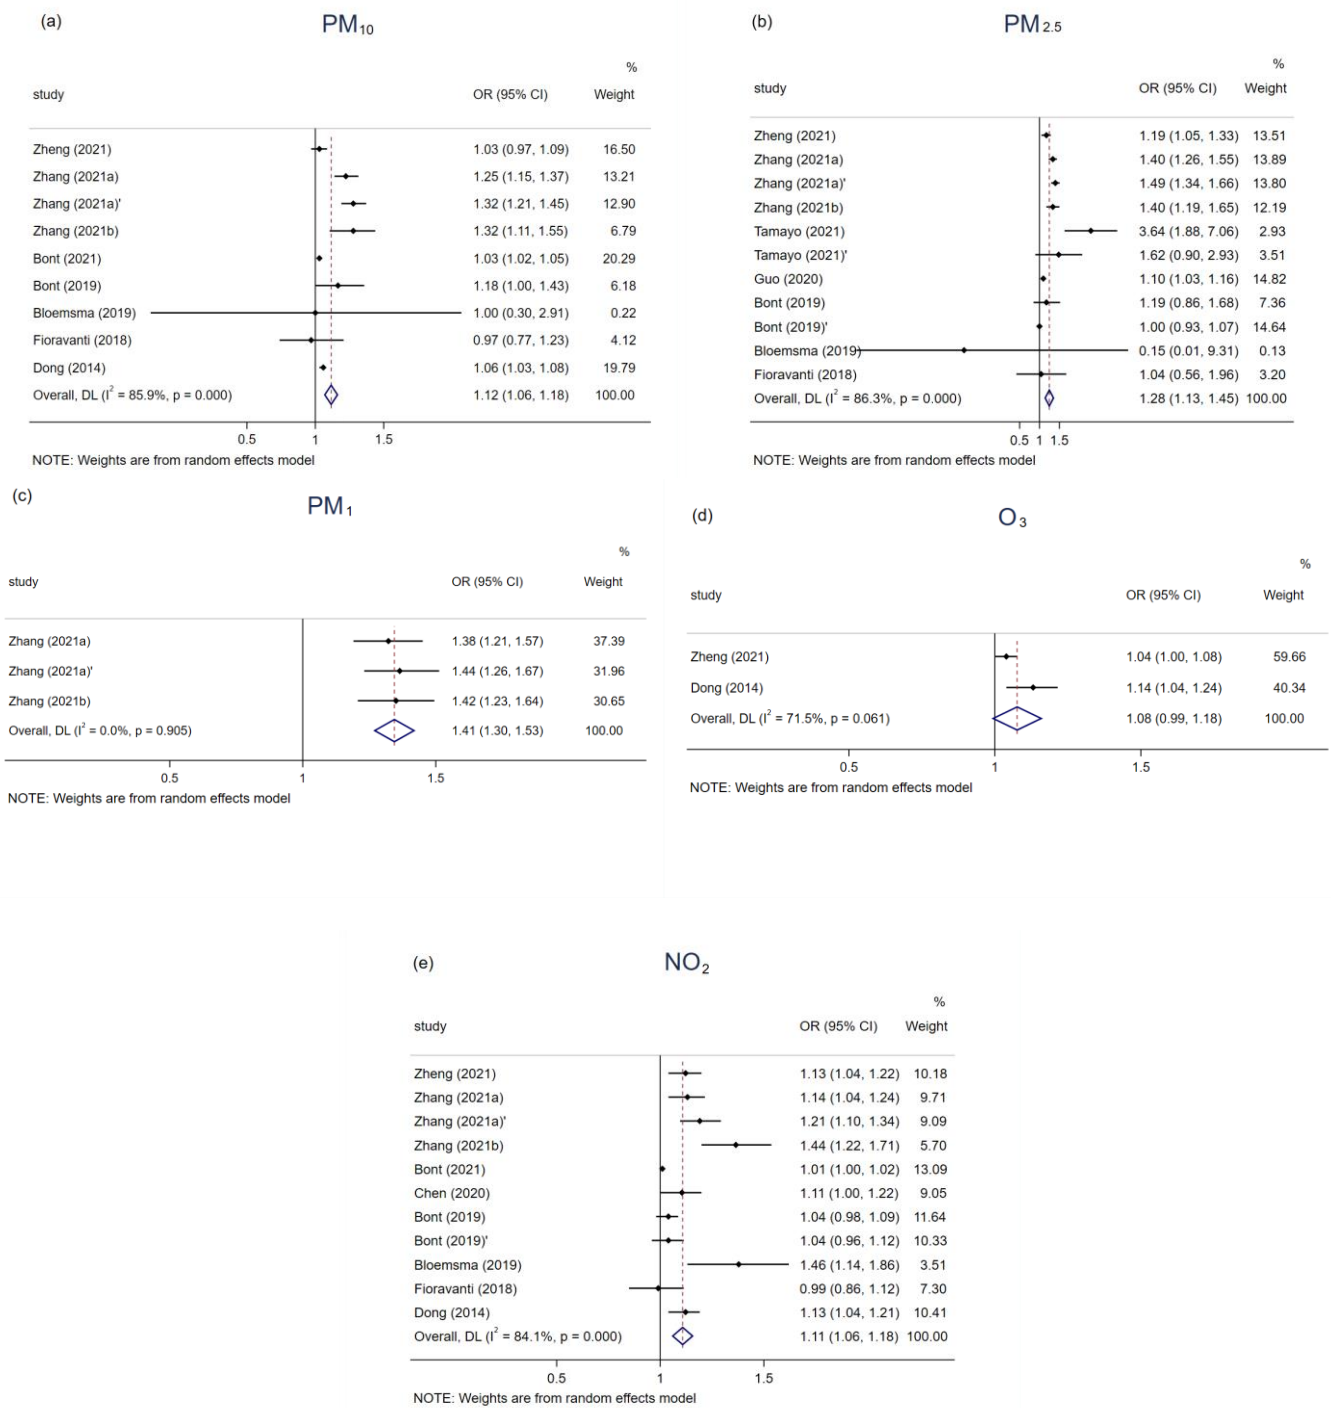 (a)
PM10
%
study OR (95% CI) Weight
Zheng (2021) 1.03 (0.97, 1.09) 16.50
Zhang (2021a) 1.25 (1.15, 1.37) 13.21
Zhang (2021a)' 1.32 (1.21, 1.45) 12.90
Zhang (2021b) 1.32 (1.11, 1.55) 6.79
Bont (2021) 1.03 (1.02, 1.05) 20.29
Bont (2019) 1.18 (1.00, 1.43) 6.18
Bloemsma (2019) 1.00 (0.30, 2.91) 0.22
Fioravanti (2018) 0.97 (0.77, 1.23) 4.12
Dong (2014) 1.06 (1.03, 1.08) 19.79
Overall, DL (I² = 85.9%, p = 0.000) 1.12 (1.06, 1.18) 100.00
0.5 1 1.5
NOTE: Weights are from random effects model
(b)
PM2.5
%
study OR (95% CI) Weight
Zheng (2021) 1.19 (1.05, 1.33) 13.51
Zhang (2021a) 1.40 (1.26, 1.55) 13.89
Zhang (2021a)' 1.49 (1.34, 1.66) 13.80
Zhang (2021b) 1.40 (1.19, 1.65) 12.19
Tamayo (2021) 3.64 (1.88, 7.06) 2.93
Tamayo (2021)' 1.62 (0.90, 2.93) 3.51
Guo (2020) 1.10 (1.03, 1.16) 14.82
Bont (2019) 1.19 (0.86, 1.68) 7.36
Bont (2019)' 1.00 (0.93, 1.07) 14.64
Bloemsma (2019) 0.15 (0.01, 9.31) 0.13
Fioravanti (2018) 1.04 (0.56, 1.96) 3.20
Overall, DL (I² = 86.3%, p = 0.000) 1.28 (1.13, 1.45) 100.00
0.5 1 1.5
NOTE: Weights are from random effects model
(c)
PM1
%
study OR (95% CI) Weight
Zhang (2021a) 1.38 (1.21, 1.57) 37.39
Zhang (2021a)' 1.44 (1.26, 1.67) 31.96
Zhang (2021b) 1.42 (1.23, 1.64) 30.65
Overall, DL (I² = 0.0%, p = 0.905) 1.41 (1.30, 1.53) 100.00
0.5 1 1.5
NOTE: Weights are from random effects model
(d)
O3
%
study OR (95% CI) Weight
Zheng (2021) 1.04 (1.00, 1.08) 59.66
Dong (2014) 1.14 (1.04, 1.24) 40.34
Overall, DL (I² = 71.5%, p = 0.061) 1.08 (0.99, 1.18) 100.00
0.5 1 1.5
NOTE: Weights are from random effects model
(e)
NO2
%
study OR (95% CI) Weight
Zheng (2021) 1.13 (1.04, 1.22) 10.18
Zhang (2021a) 1.14 (1.04, 1.24) 9.71
Zhang (2021a)' 1.21 (1.10, 1.34) 9.09
Zhang (2021b) 1.44 (1.22, 1.71) 5.70
Bont (2021) 1.01 (1.00, 1.02) 13.09
Chen (2020) 1.11 (1.00, 1.22) 9.05
Bont (2019) 1.04 (0.98, 1.09) 11.64
Bont (2019)' 1.04 (0.96, 1.12) 10.33
Bloemsma (2019) 1.46 (1.14, 1.86) 3.51
Fioravanti (2018) 0.99 (0.86, 1.12) 7.30
Dong (2014) 1.13 (1.04, 1.21) 10.41
Overall, DL (I² = 84.1%, p = 0.000) 1.11 (1.06, 1.18) 100.00
0.5 1 1.5
NOTE: Weights are from random effects model